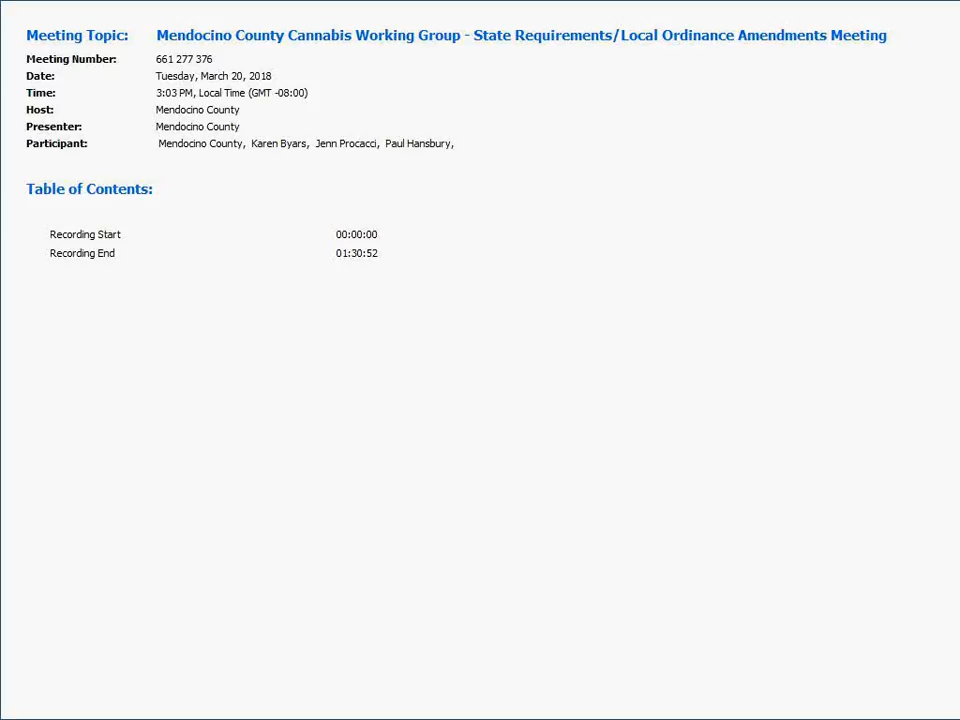 Meeting Topic: Mendocino County Cannabis Working Group - State Requirements/Local Ordinance Amendments Meeting
Meeting Number: 661 277 376
Date: Tuesday, March 20, 2018
Time: 3:03 PM, Local Time (GMT -08:00)
Host: Mendocino County
Presenter: Mendocino County
Participant: Mendocino County, Karen Byars, Jenn Procacci, Paul Hansbury,
Table of Contents:
Recording Start 00:00:00
Recording End 01:30:52